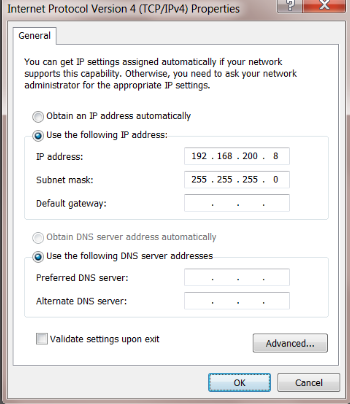 Internet Protocol Version 4 (TCP/IPv4) Properties
?
General
You can get IP settings assigned automatically if your network
supports this capability. Otherwise, you need to ask your network
administrator for the appropriate IP settings.
Obtain an IP address automatically
Use the following IP address:
IP address: 192 . 168 . 200 . 8
Subnet mask: 255 . 255 . 255 . 0
Default gateway: . . .
Obtain DNS server address automatically
Use the following DNS server addresses
Preferred DNS server: . . .
Alternate DNS server: . . .
Validate settings upon exit
Advanced...
OK Cancel